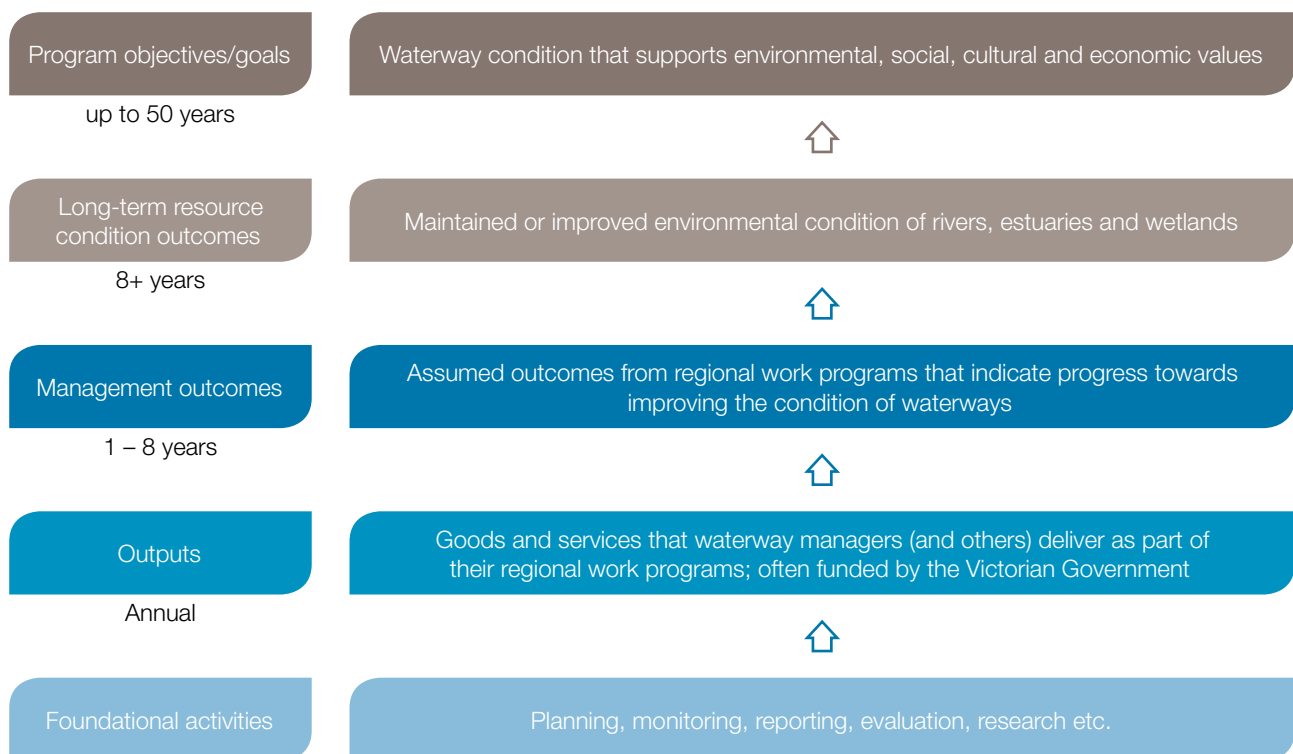 Program objectives/goals
Waterway condition that supports environmental, social, cultural and economic values
up to 50 years
Long-term resource
condition outcomes
Maintained or improved environmental condition of rivers, estuaries and wetlands
8+ years
Management outcomes
Assumed outcomes from regional work programs that indicate progress towards
improving the condition of waterways
1 – 8 years
Outputs
Goods and services that waterway managers (and others) deliver as part of
their regional work programs; often funded by the Victorian Government
Annual
Foundational activities
Planning, monitoring, reporting, evaluation, research etc.